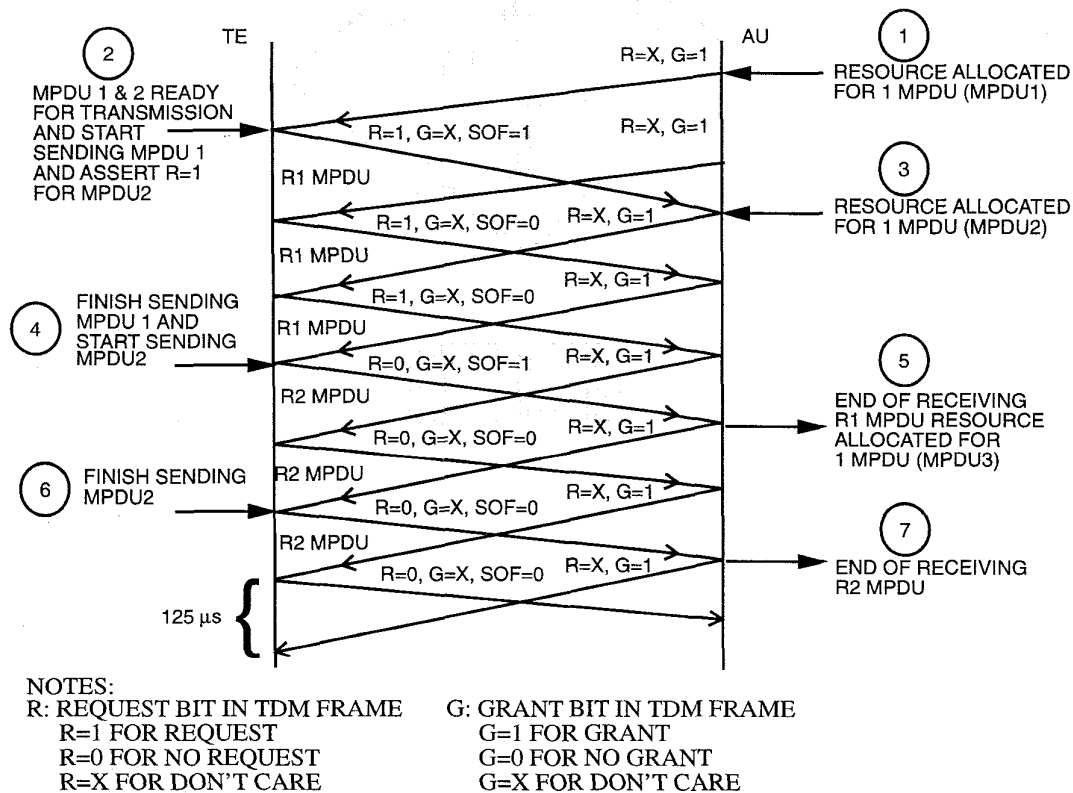 TE
AU
1
RESOURCE ALLOCATED
FOR 1 MPDU (MPDU1)
2
MPDU 1 & 2 READY
FOR TRANSMISSION
AND START
SENDING MPDU 1
AND ASSERT R=1
FOR MPDU2
R=X, G=1
R=1, G=X, SOF=1
R=X, G=1
R1 MPDU
3
RESOURCE ALLOCATED
FOR 1 MPDU (MPDU2)
R=1, G=X, SOF=0
R=X, G=1
R1 MPDU
R=1, G=X, SOF=0
R=X, G=1
4
FINISH SENDING
MPDU 1 AND
START SENDING
MPDU2
R1 MPDU
R=0, G=X, SOF=1
R=X, G=1
R2 MPDU
5
END OF RECEIVING
R1 MPDU RESOURCE
ALLOCATED FOR
1 MPDU (MPDU3)
R=0, G=X, SOF=0
R=X, G=1
6
FINISH SENDING
MPDU2
R2 MPDU
R=0, G=X, SOF=0
R=X, G=1
R2 MPDU
7
END OF RECEIVING
R2 MPDU
R=0, G=X, SOF=0
R=X, G=1
125 µs
NOTES:
R: REQUEST BIT IN TDM FRAME
R=1 FOR REQUEST
R=0 FOR NO REQUEST
R=X FOR DON'T CARE
G: GRANT BIT IN TDM FRAME
G=1 FOR GRANT
G=0 FOR NO GRANT
G=X FOR DON'T CARE